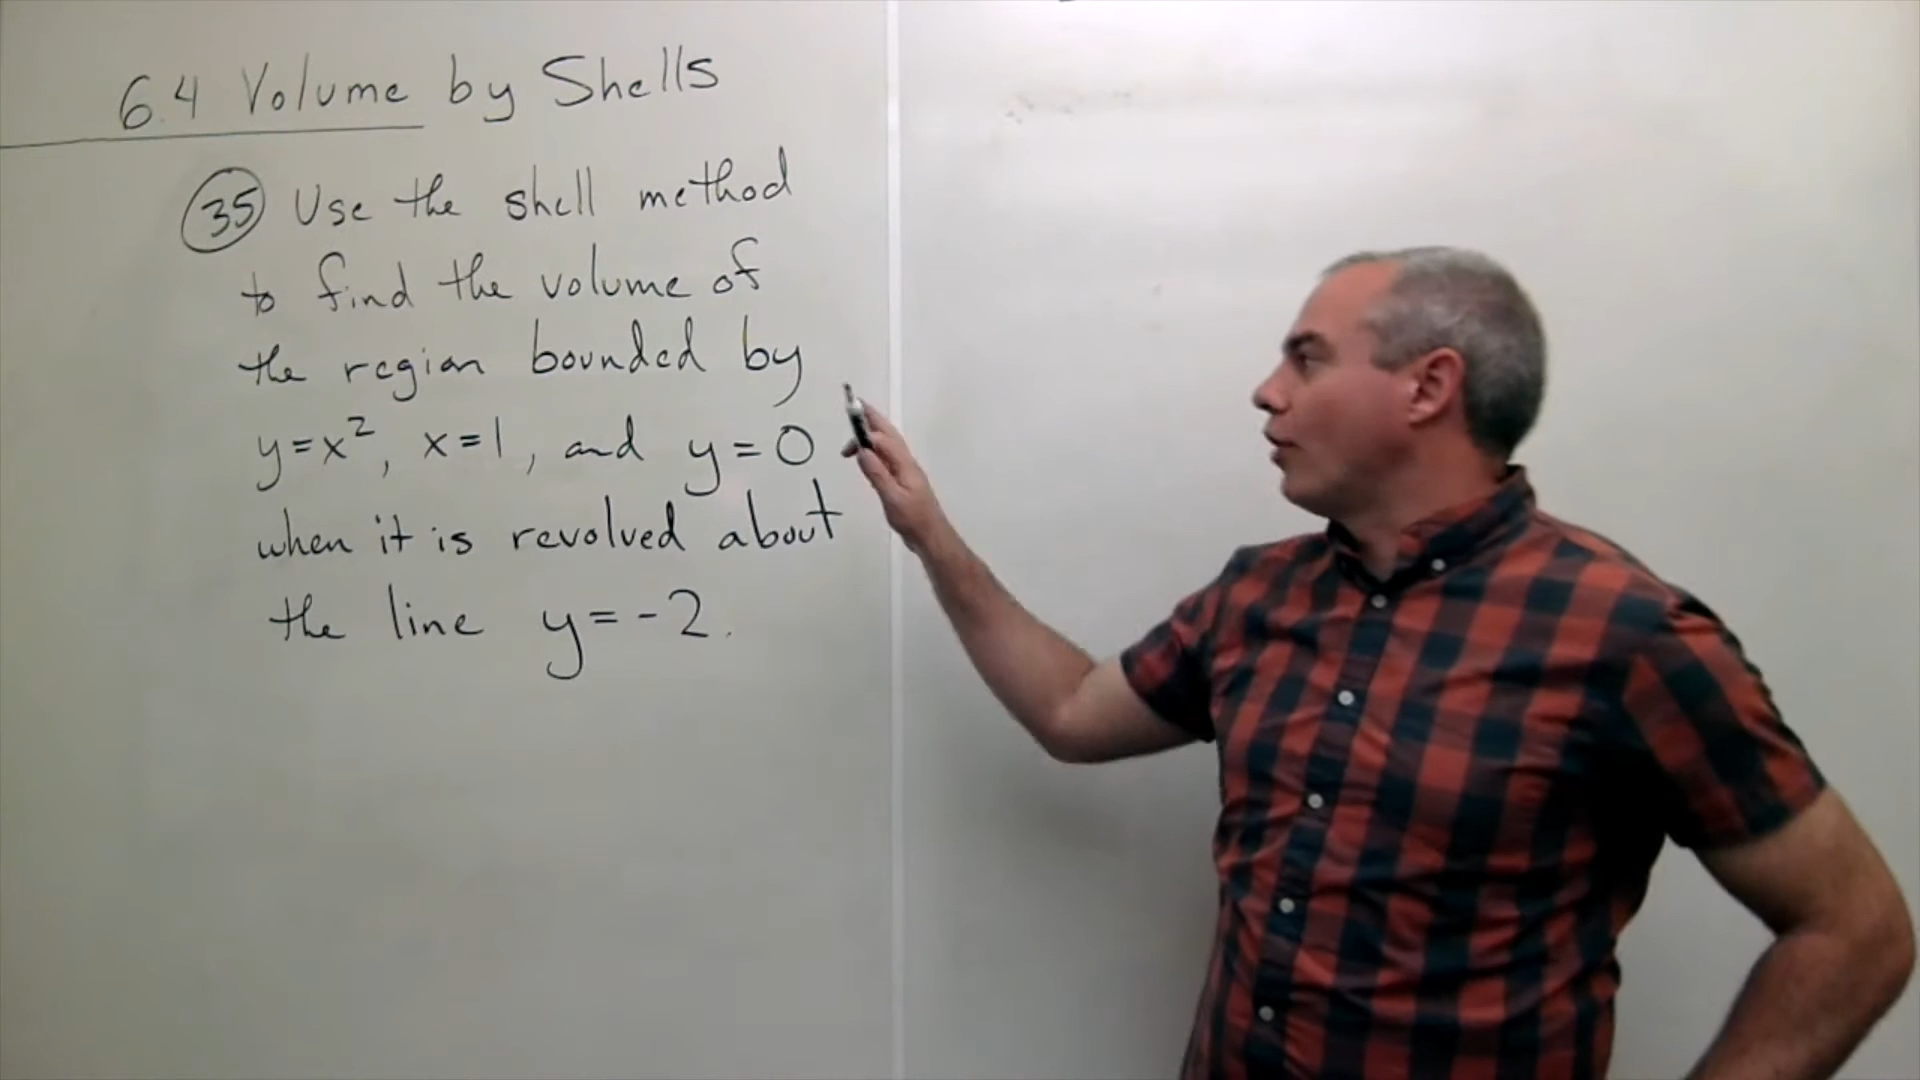 6.4 Volume by Shells
35 Use the shell method
to find the volume of
the region bounded by
y=x², x=1, and y=0
when it is revolved about
the line y=-2.